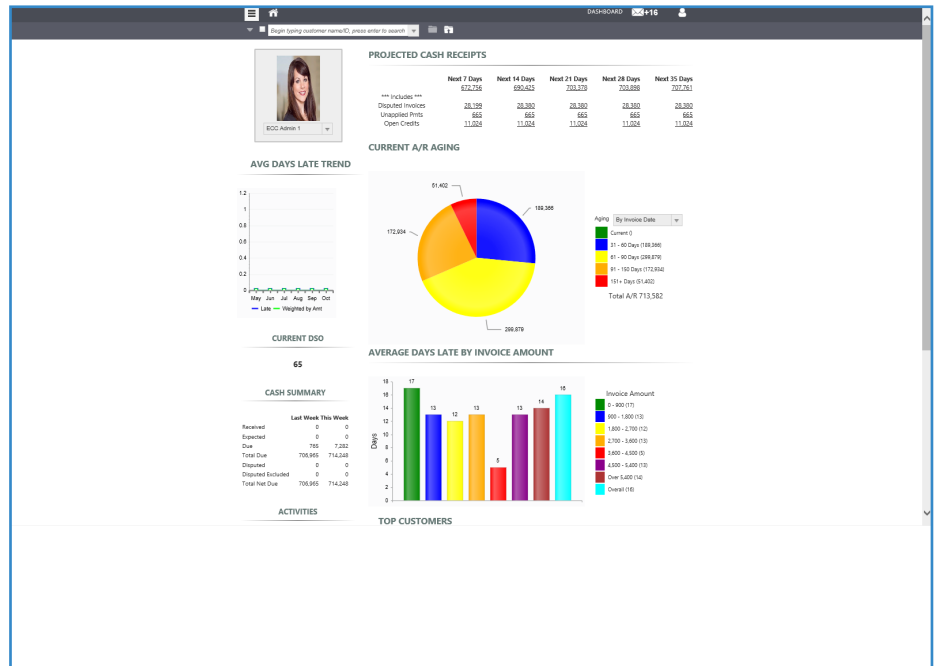 DASHBOARD +16
Begin typing customer name/ID, press enter to search
ECC Admin 1
AVG DAYS LATE TREND
1.2
1
0.8
0.6
0.4
0.2
0
May Jun Jul Aug Sep Oct
Late Weighted by Amt
CURRENT DSO
65
CASH SUMMARY
Last Week This Week
Received 0 0
Expected 0 0
Due 765 7,282
Total Due 706,965 714,248
Disputed 0 0
Disputed Excluded 0 0
Total Net Due 706,965 714,248
ACTIVITIES
PROJECTED CASH RECEIPTS
Next 7 Days Next 14 Days Next 21 Days Next 28 Days Next 35 Days
672,756 690,425 703,378 703,898 707,761
*** Includes ***
Disputed Invoices 28,199 28,380 28,380 28,380 28,380
Unapplied Pmts 665 665 665 665 665
Open Credits 11,024 11,024 11,024 11,024 11,024
CURRENT A/R AGING
51,402
189,366
172,934
299,879
Aging By Invoice Date
Current ()
31 - 60 Days (189,366)
61 - 90 Days (299,879)
91 - 150 Days (172,934)
151+ Days (51,402)
Total A/R 713,582
AVERAGE DAYS LATE BY INVOICE AMOUNT
Days
18
16
14
12
10
8
6
4
2
0
17
13
12
13
5
13
14
16
Invoice Amount
0 - 900 (17)
900 - 1,800 (13)
1,800 - 2,700 (12)
2,700 - 3,600 (13)
3,600 - 4,500 (5)
4,500 - 5,400 (13)
Over 5,400 (14)
Overall (16)
TOP CUSTOMERS